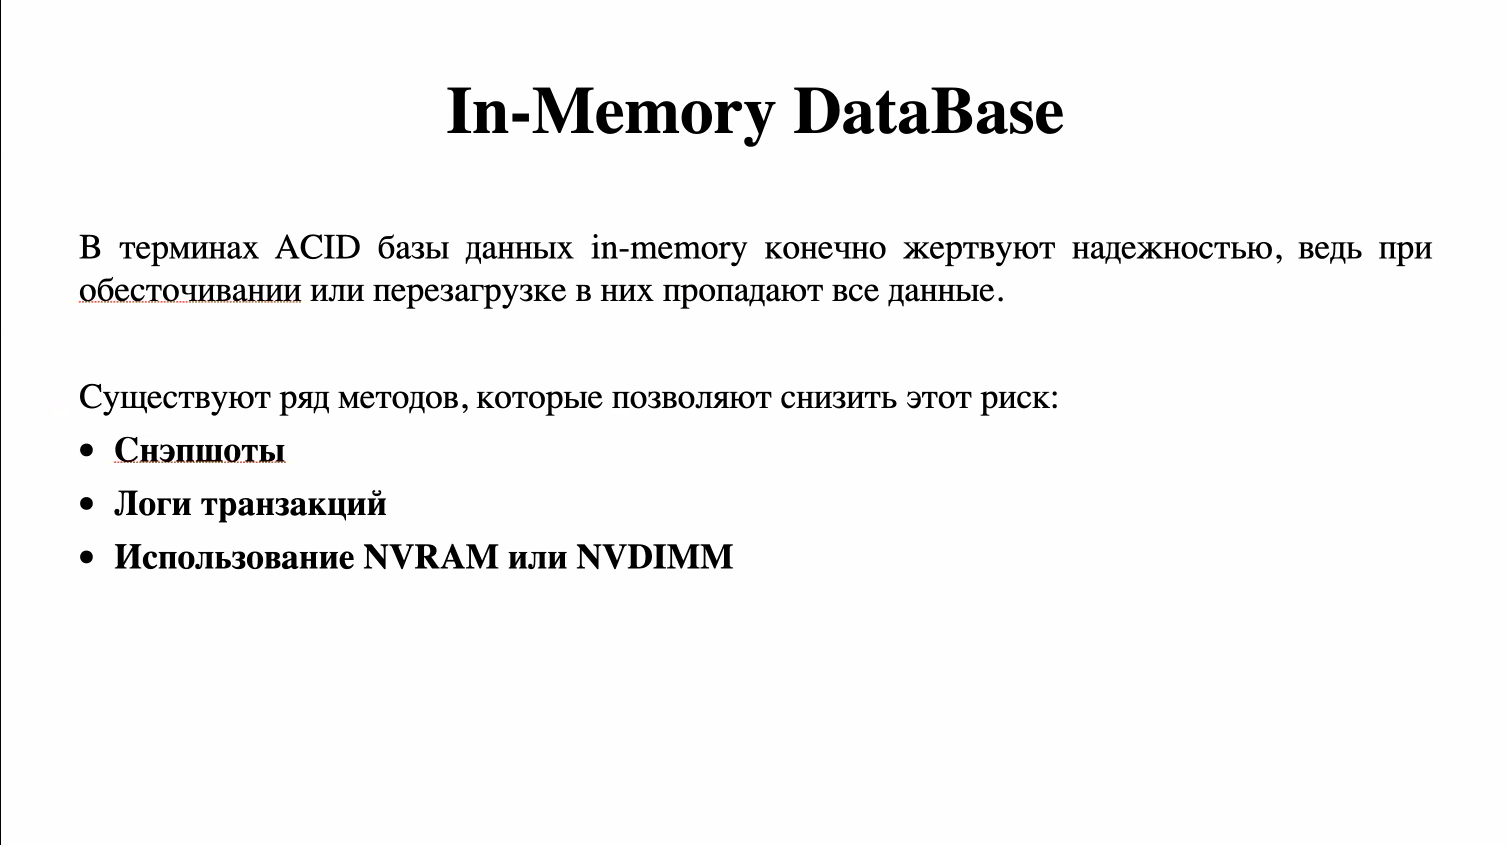 In-Memory DataBase
В терминах ACID базы данных in-memory конечно жертвуют надежностью, ведь при
обесточивании или перезагрузке в них пропадают все данные.
Существуют ряд методов, которые позволяют снизить этот риск:
• Снэпшоты
• Логи транзакций
• Использование NVRAM или NVDIMM